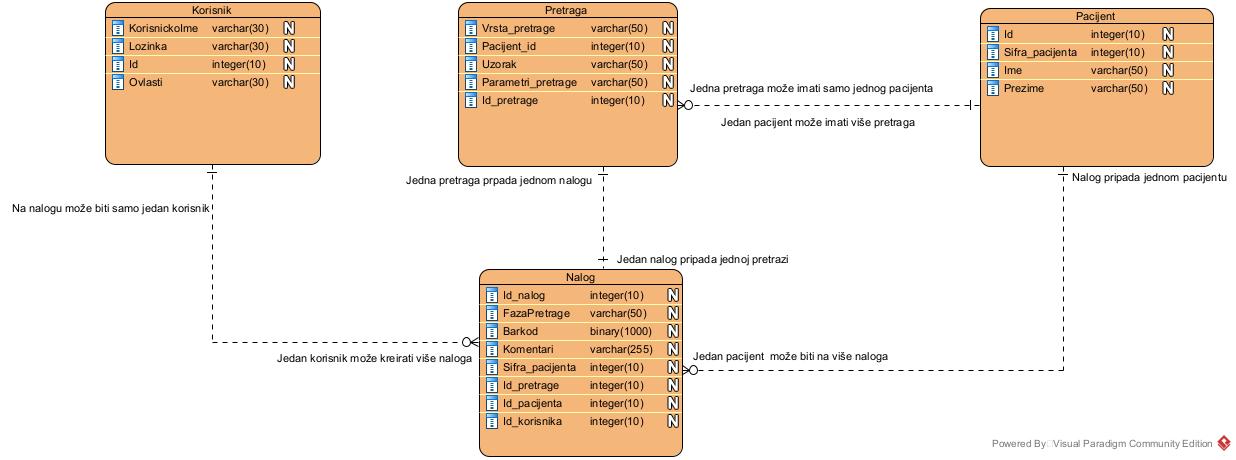 Korisnik
KorisnickoIme varchar(30) N
Lozinka varchar(30) N
Id integer(10) N
Ovlasti varchar(30) N
Pretraga
Vrsta_pretrage varchar(50) N
Pacijent_id integer(10) N
Uzorak varchar(50) N
Parametri_pretrage varchar(50) N
Id_pretrage integer(10) N
Pacijent
Id integer(10) N
Sifra_pacijenta integer(10) N
Ime varchar(50) N
Prezime varchar(50) N
Jedna pretraga može imati samo jednog pacijenta
Jedan pacijent može imati više pretraga
Jedna pretraga prpada jednom nalogu
Nalog pripada jednom pacijentu
Na nalogu može biti samo jedan korisnik
Jedan nalog pripada jednoj pretrazi
Nalog
Id_nalog integer(10) N
FazaPretrage varchar(50) N
Barkod binary(1000) N
Komentari varchar(255) N
Sifra_pacijenta integer(10) N
Id_pretrage integer(10) N
Id_pacijenta integer(10) N
Id_korisnika integer(10) N
Jedan korisnik može kreirati više naloga
Jedan pacijent može biti na više naloga
Powered By Visual Paradigm Community Edition